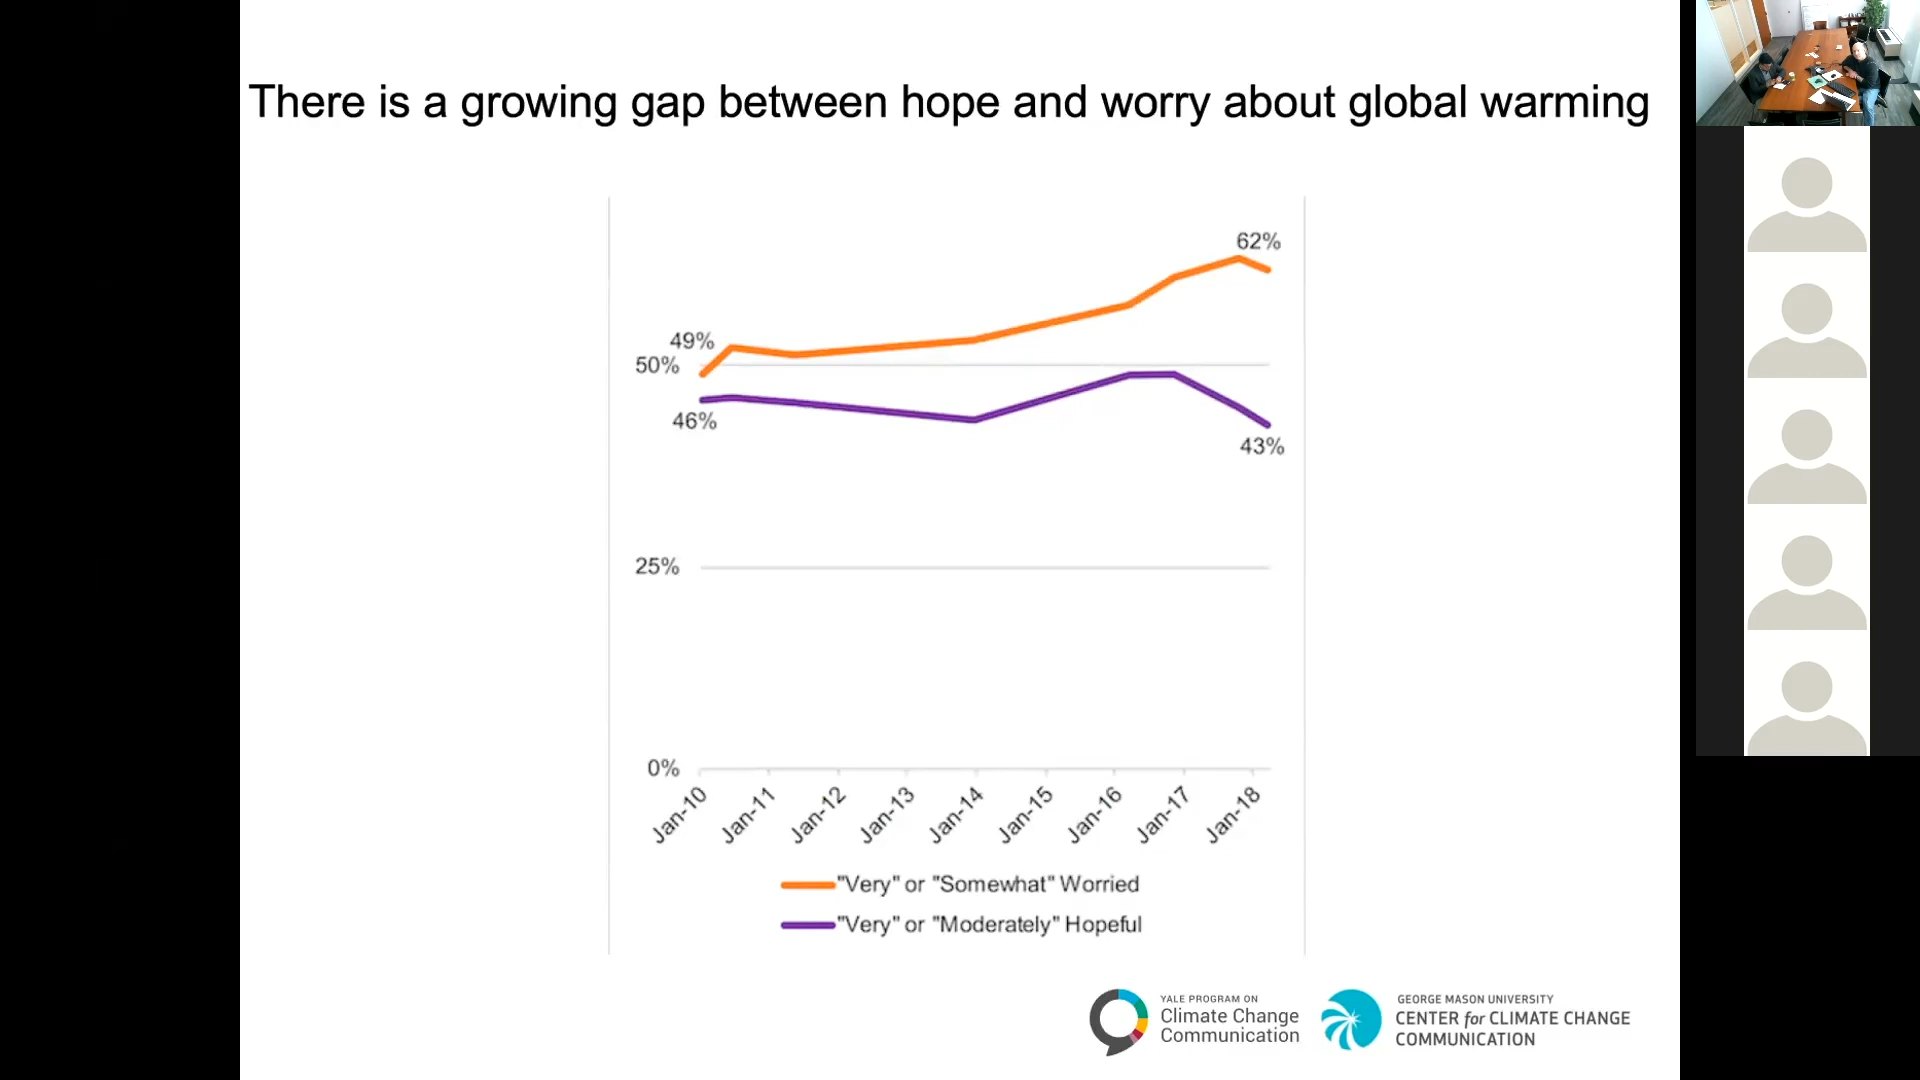 There is a growing gap between hope and worry about global warming
62%
49%
50%
46%
43%
25%
0%
Jan-10
Jan-11
Jan-12
Jan-13
Jan-14
Jan-15
Jan-16
Jan-17
Jan-18
"Very" or "Somewhat" Worried
"Very" or "Moderately" Hopeful
YALE PROGRAM ON
Climate Change
Communication
GEORGE MASON UNIVERSITY
CENTER for CLIMATE CHANGE
COMMUNICATION